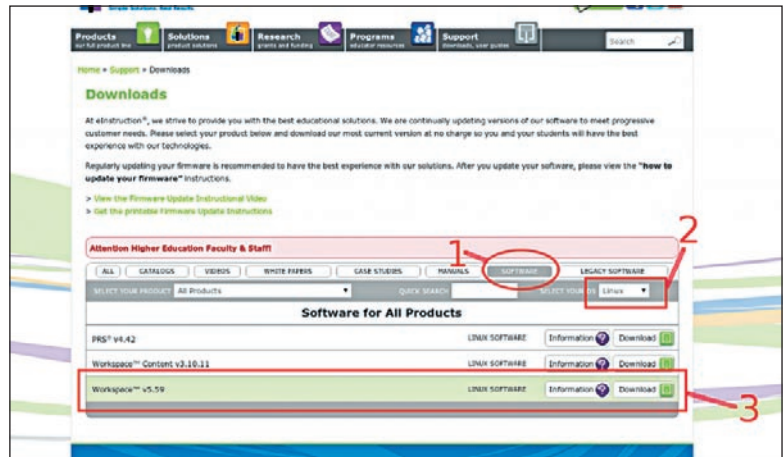 Simple Solutions. Real Results.
Products Solutions Research Programs Support
our full product line product solutions grants and funding educator resources downloads, user guides Search
Home » Support » Downloads
Downloads
At eInstruction®, we strive to provide you with the best educational solutions. We are continually updating versions of our software to meet progressive
customer needs. Please select your product below and download our most current version at no charge so you and your students will have the best
experience with our technologies.
Regularly updating your firmware is recommended to have the best experience with our solutions. After you update your software, please view the "how to
update your firmware" instructions.
> View the Firmware Update Instructional Video
> Get the printable Firmware Update Instructions
Attention Higher Education Faculty & Staff!
1
2
ALL CATALOGS VIDEOS WHITE PAPERS CASE STUDIES MANUALS SOFTWARE LEGACY SOFTWARE
SELECT YOUR PRODUCT All Products QUICK SEARCH SELECT YOUR OS Linux
Software for All Products
PRS® v4.42 LINUX SOFTWARE Information ? Download
Workspace™ Content v3.10.11 LINUX SOFTWARE Information ? Download
Workspace™ v5.59 LINUX SOFTWARE Information ? Download
3